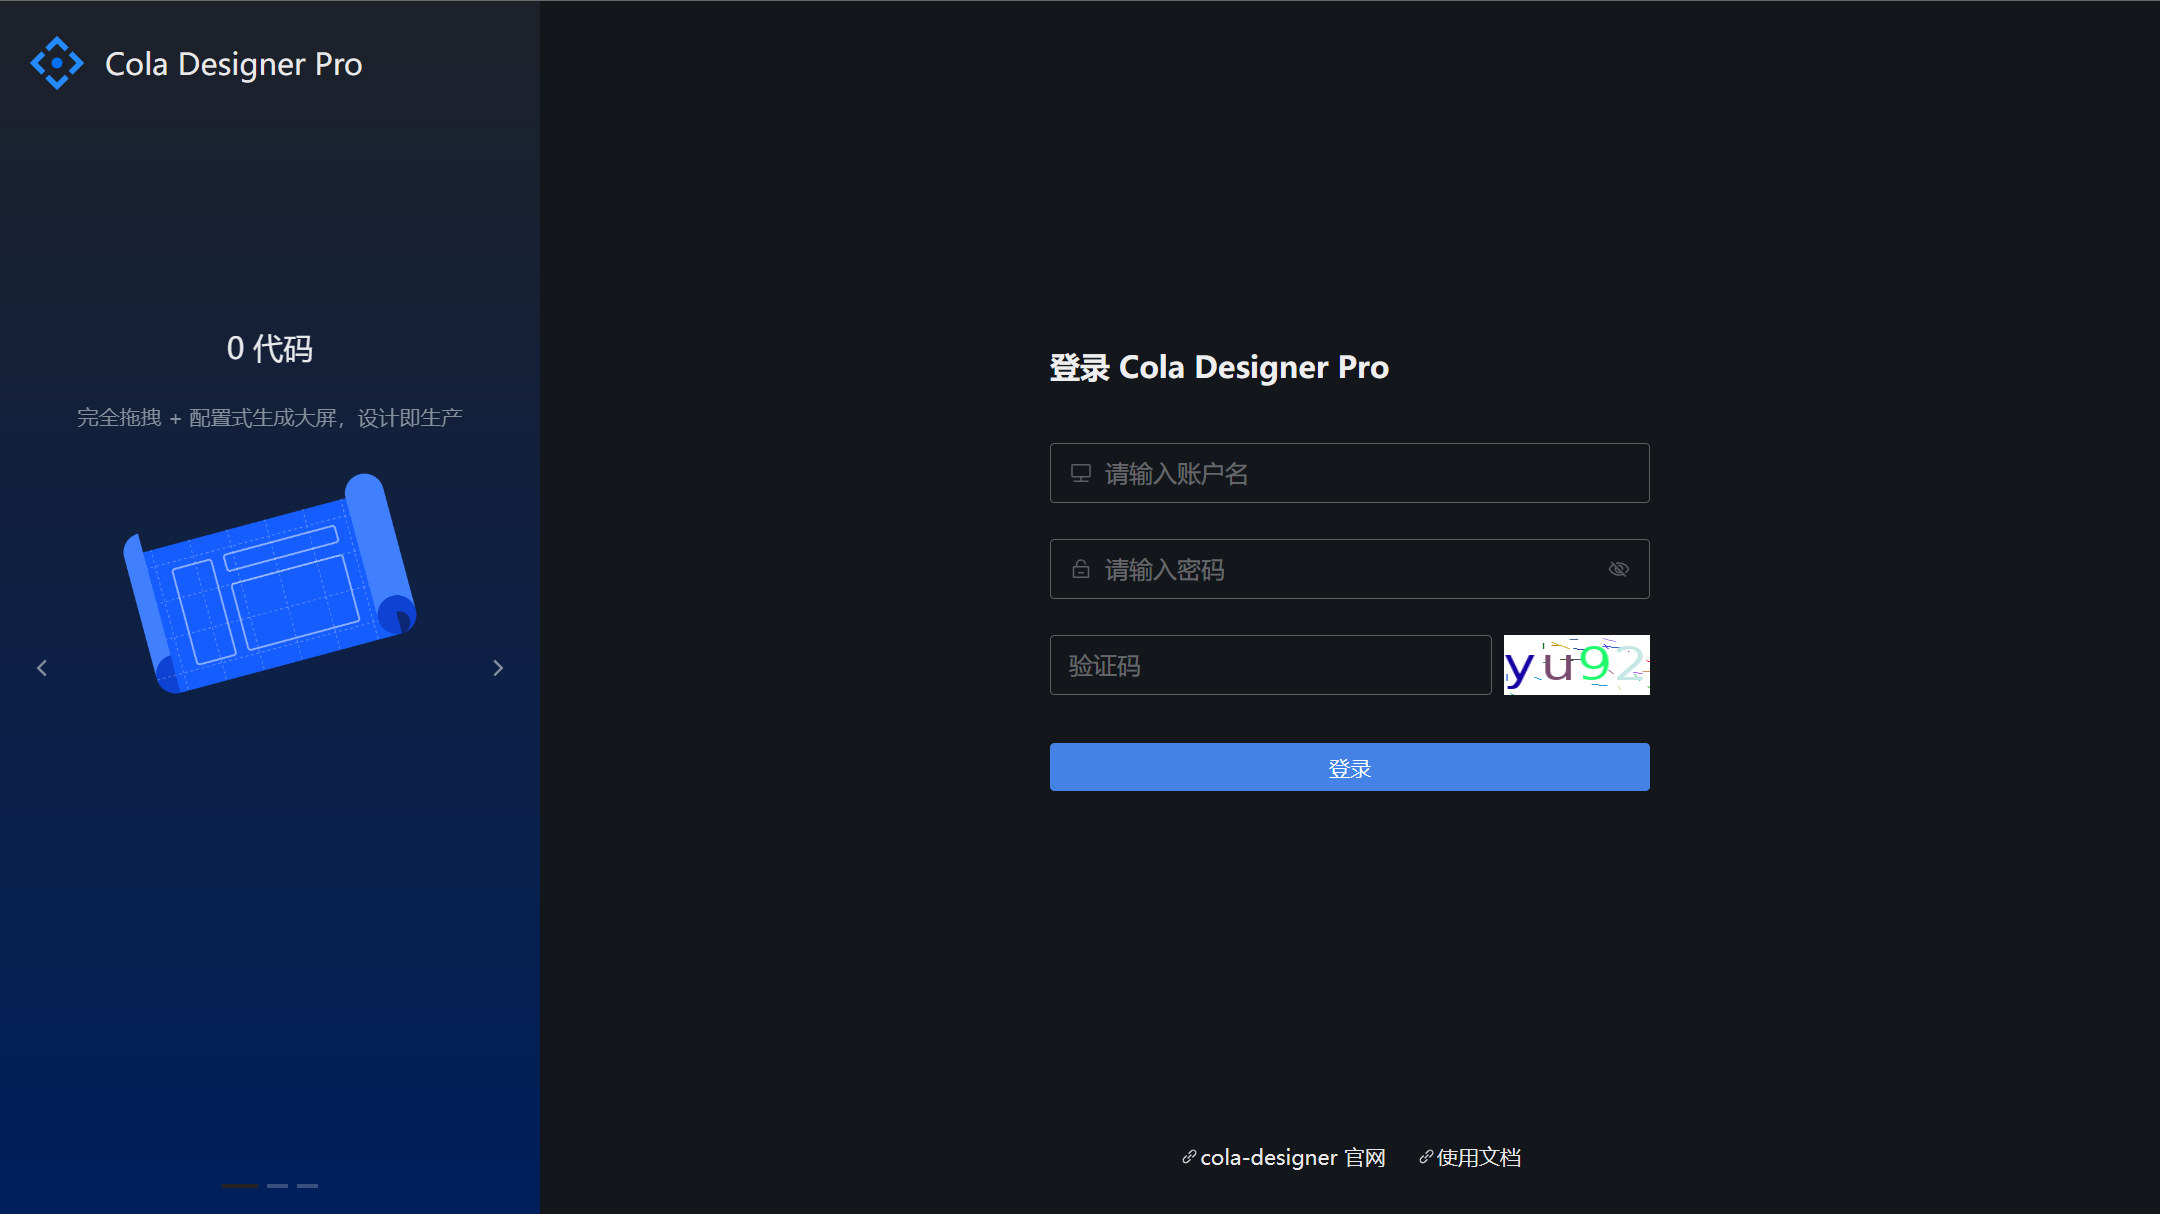 Cola Designer Pro
0 代码
完全拖拽 + 配置式生成大屏，设计即生产
登录 Cola Designer Pro
请输入账户名
请输入密码
验证码
yu92
登录
cola-designer 官网
使用文档